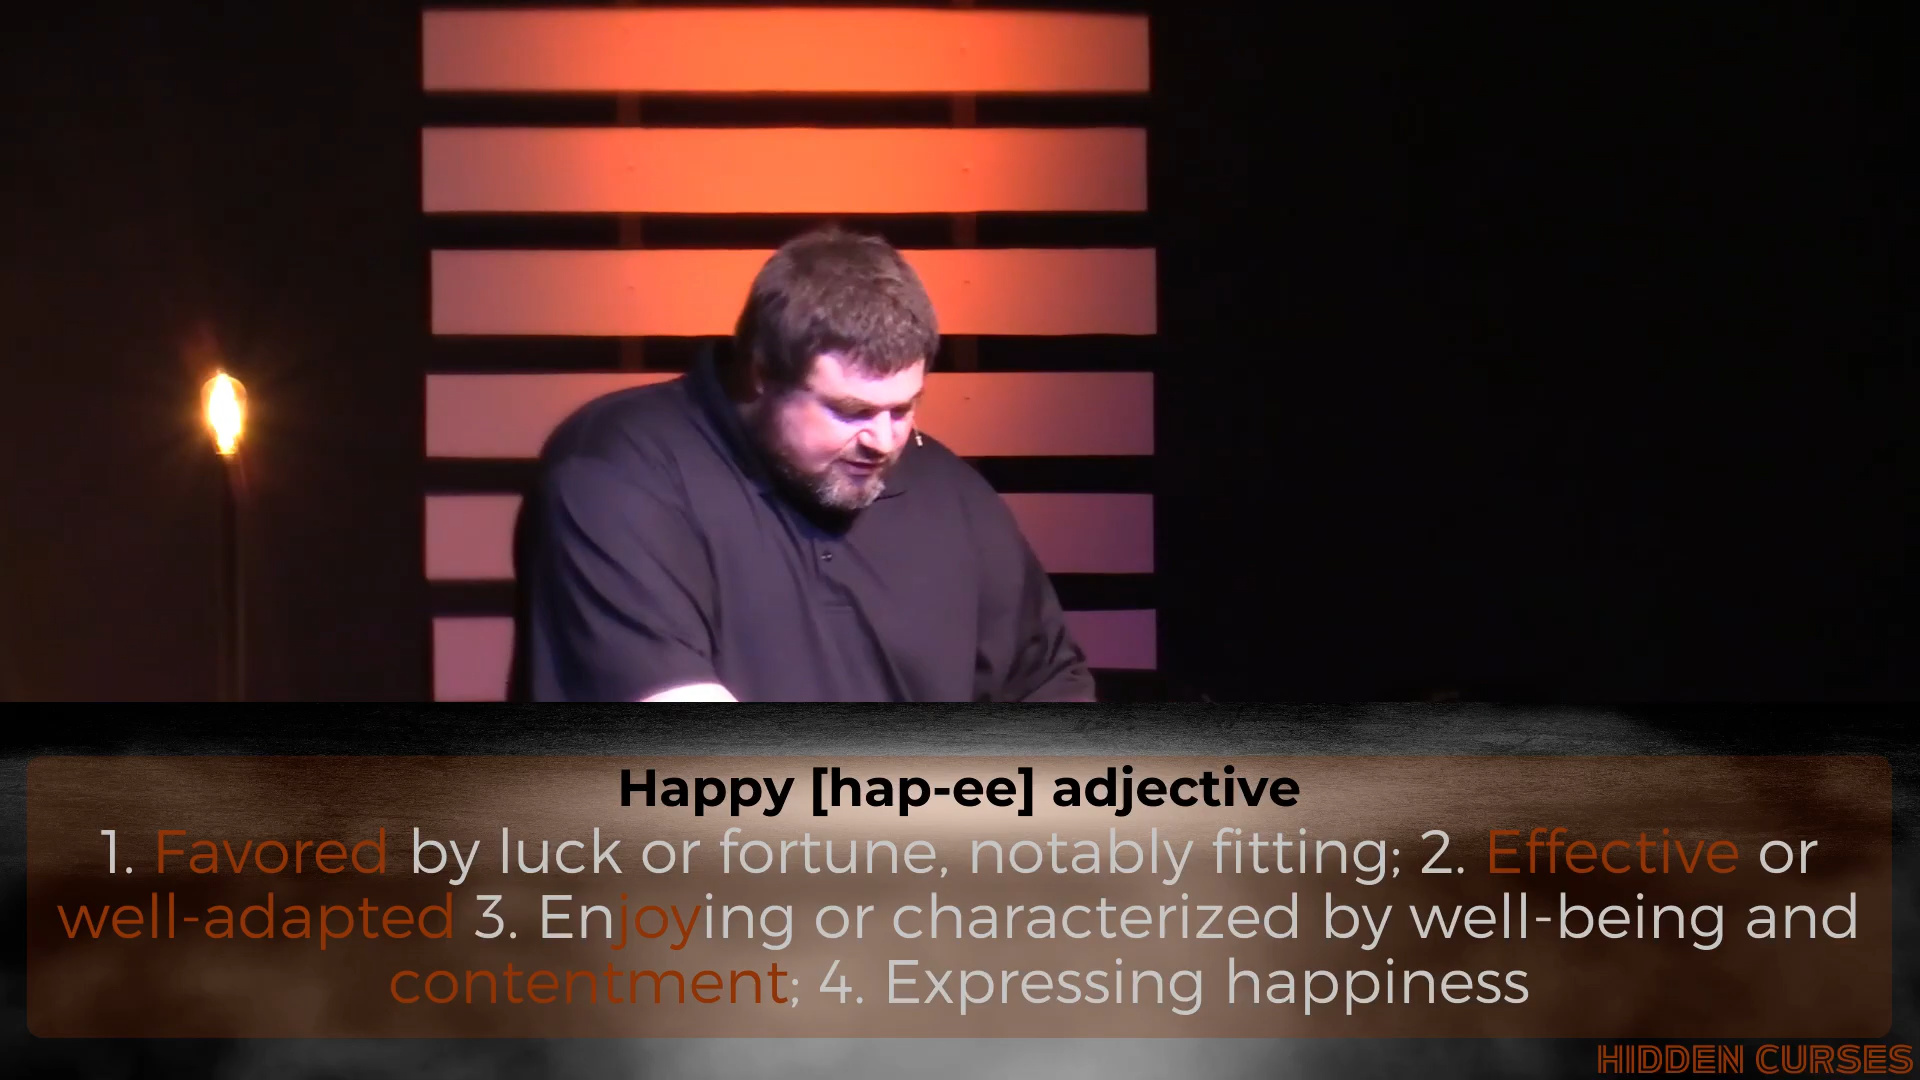 Happy [hap-ee] adjective
1. Favored by luck or fortune, notably fitting; 2. Effective or
well-adapted 3. Enjoying or characterized by well-being and
contentment; 4. Expressing happiness
HIDDEN CURSES